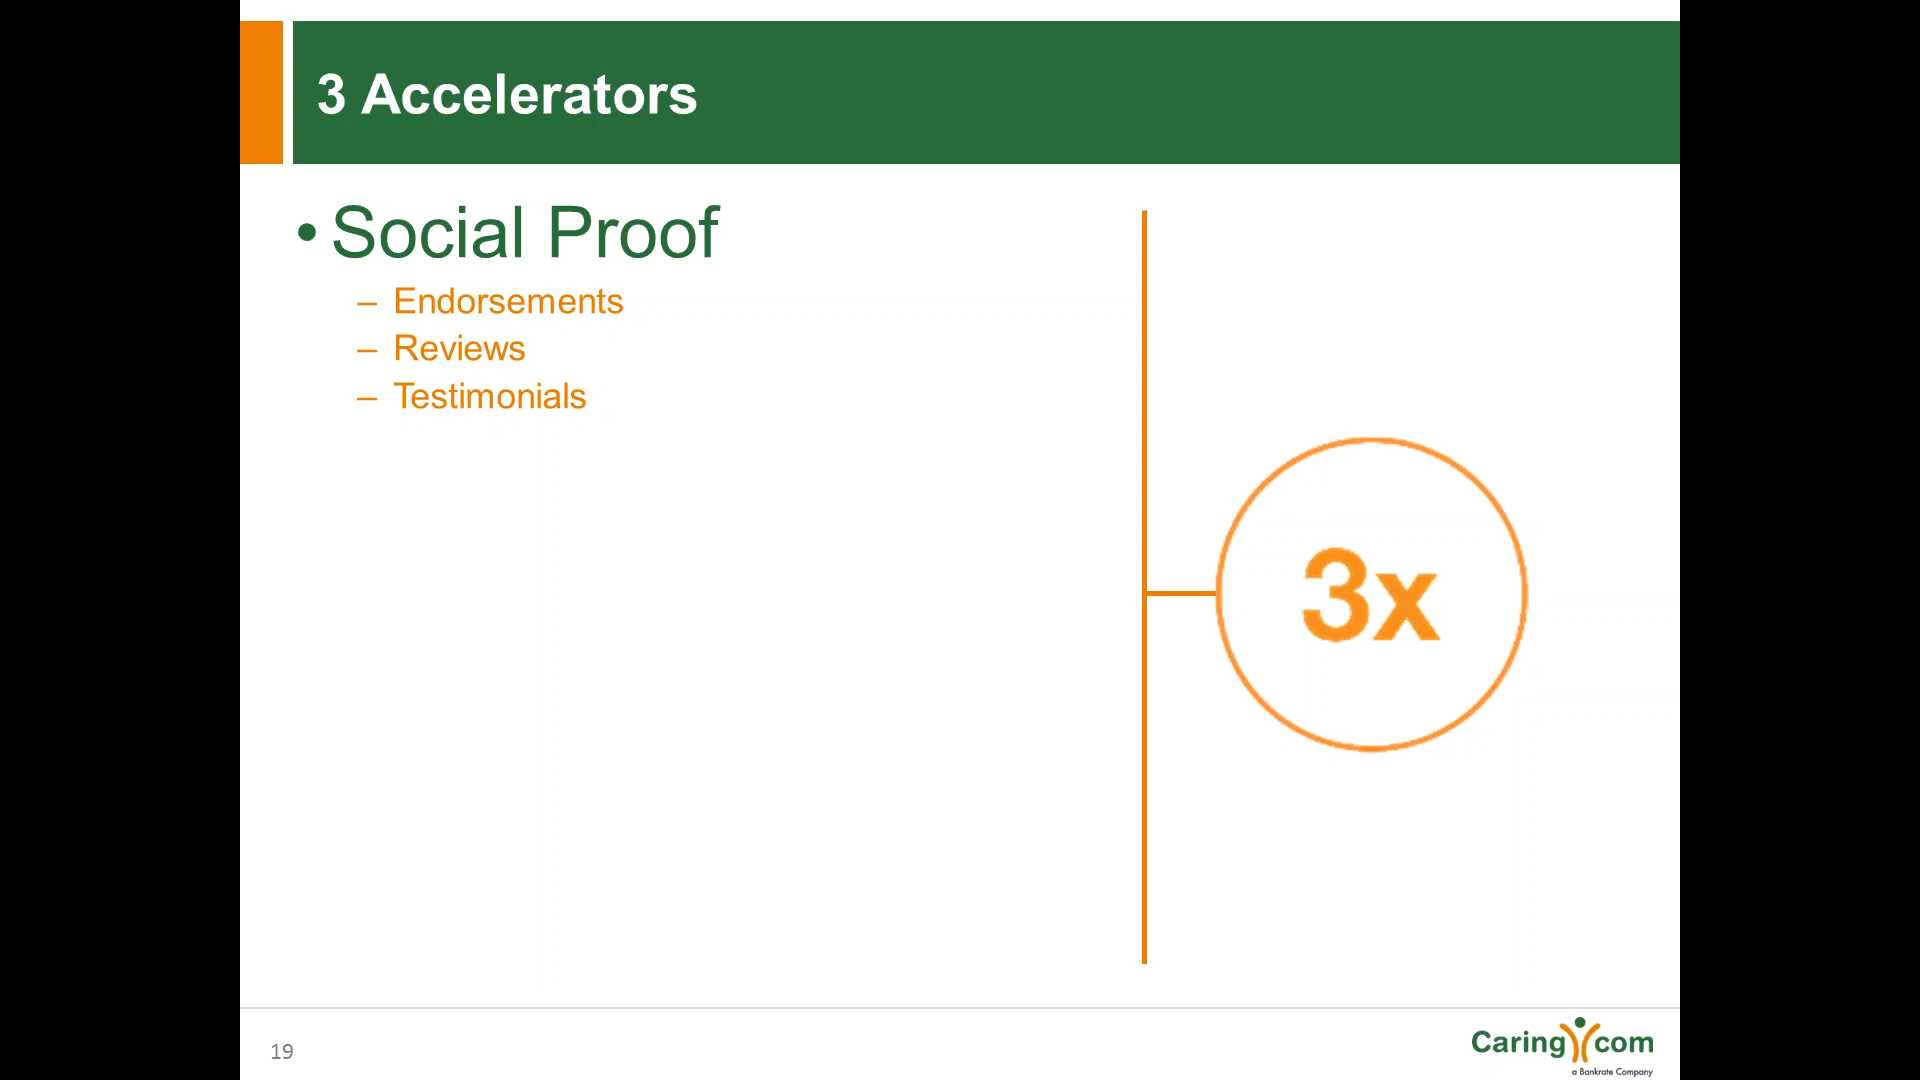 3 Accelerators
• Social Proof
– Endorsements
– Reviews
– Testimonials
3x
19
Caring com
a Bankrate Company